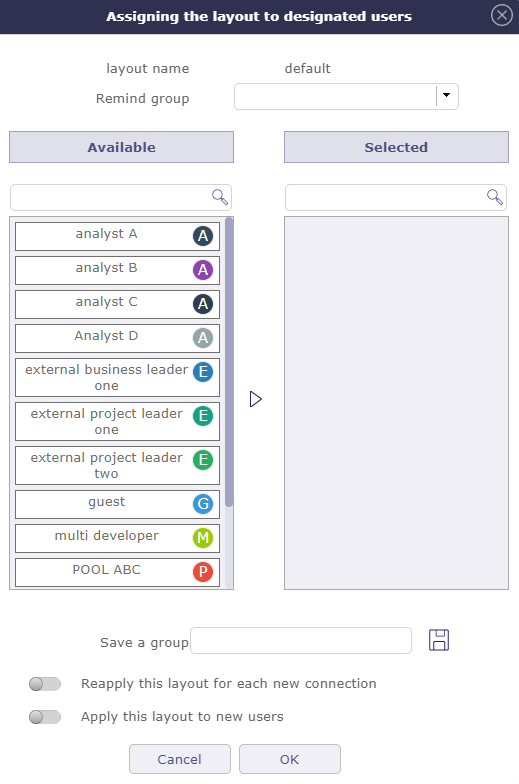 Assigning the layout to designated users
layout name default
Remind group
Available Selected
analyst A A
analyst B A
analyst C A
Analyst D A
external business leader E
one
external project leader E
one
external project leader E
two
guest G
multi developer M
POOL ABC P
Save a group
Reapply this layout for each new connection
Apply this layout to new users
Cancel OK